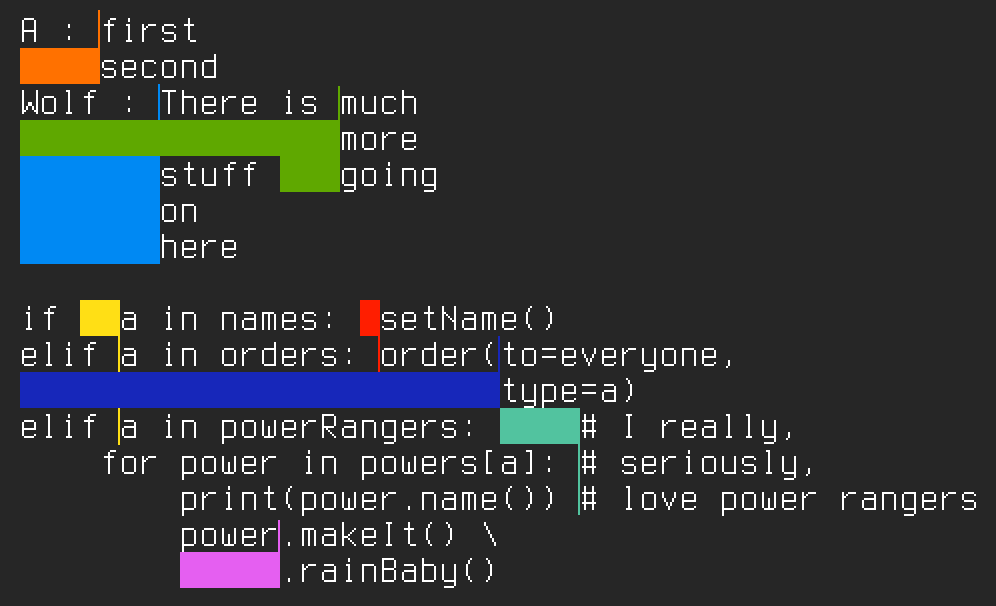 A : first
    second
Wolf : There is much
                more
       stuff    going
       on
       here

if   a in names:  setName()
elif a in orders: order(to=everyone,
                        type=a)
elif a in powerRangers:     # I really,
    for power in powers[a]: # seriously,
        print(power.name()) # love power rangers
        power.makeIt() \
             .rainBaby()